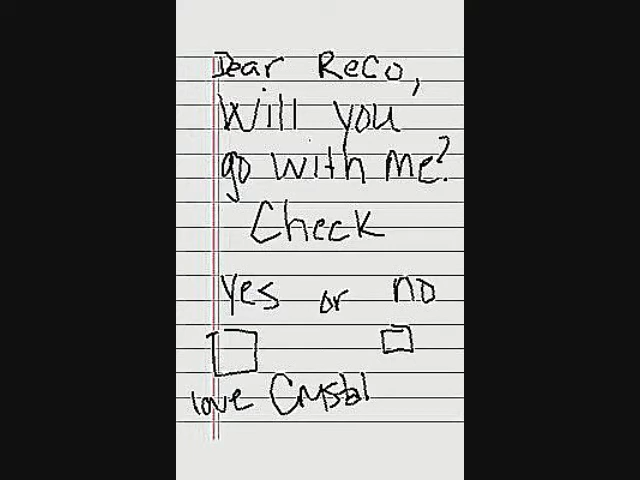 Dear ReCo,
Will you
go with me?
Check
yes or no
love Crystal